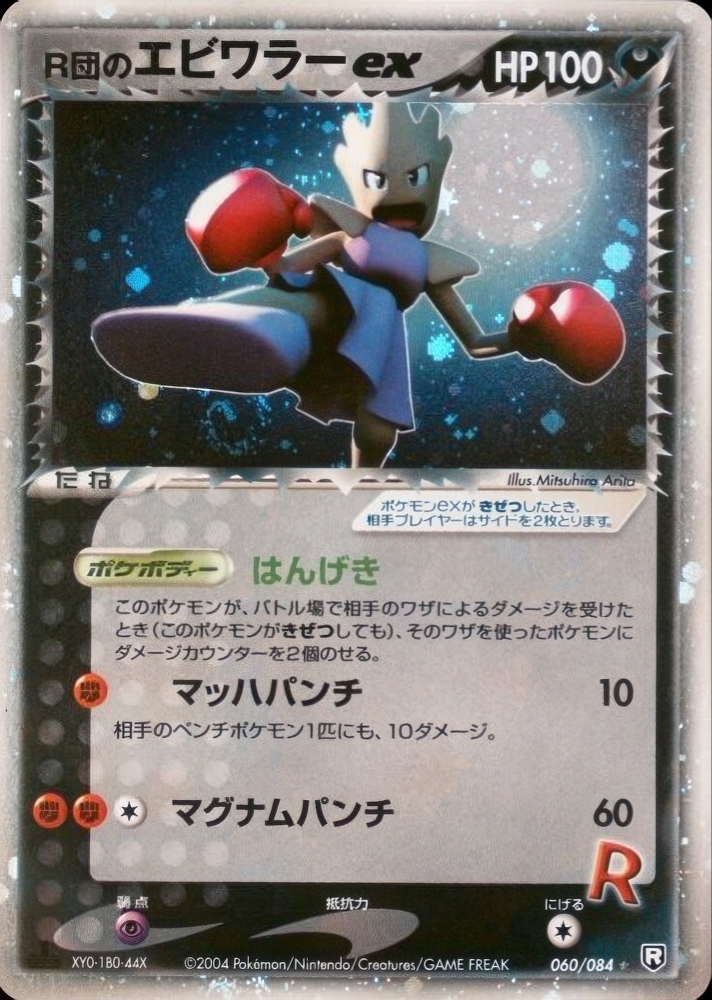 R団のエビワラーex HP100
たね
Illus. Mitsuhiro Arita
ポケモンexがきぜつしたとき、
相手プレイヤーはサイドを2枚とります。
ポケボディー はんげき
このポケモンが、バトル場で相手のワザによるダメージを受けた
とき(このポケモンがきぜつしても)、そのワザを使ったポケモンに
ダメージカウンターを2個のせる。
マッハパンチ 10
相手のベンチポケモン1匹にも、10ダメージ。
マグナムパンチ 60
R
弱点 抵抗力 にげる
XY0-1B0-44X ©2004 Pokémon/Nintendo/Creatures/GAME FREAK 060/084 R